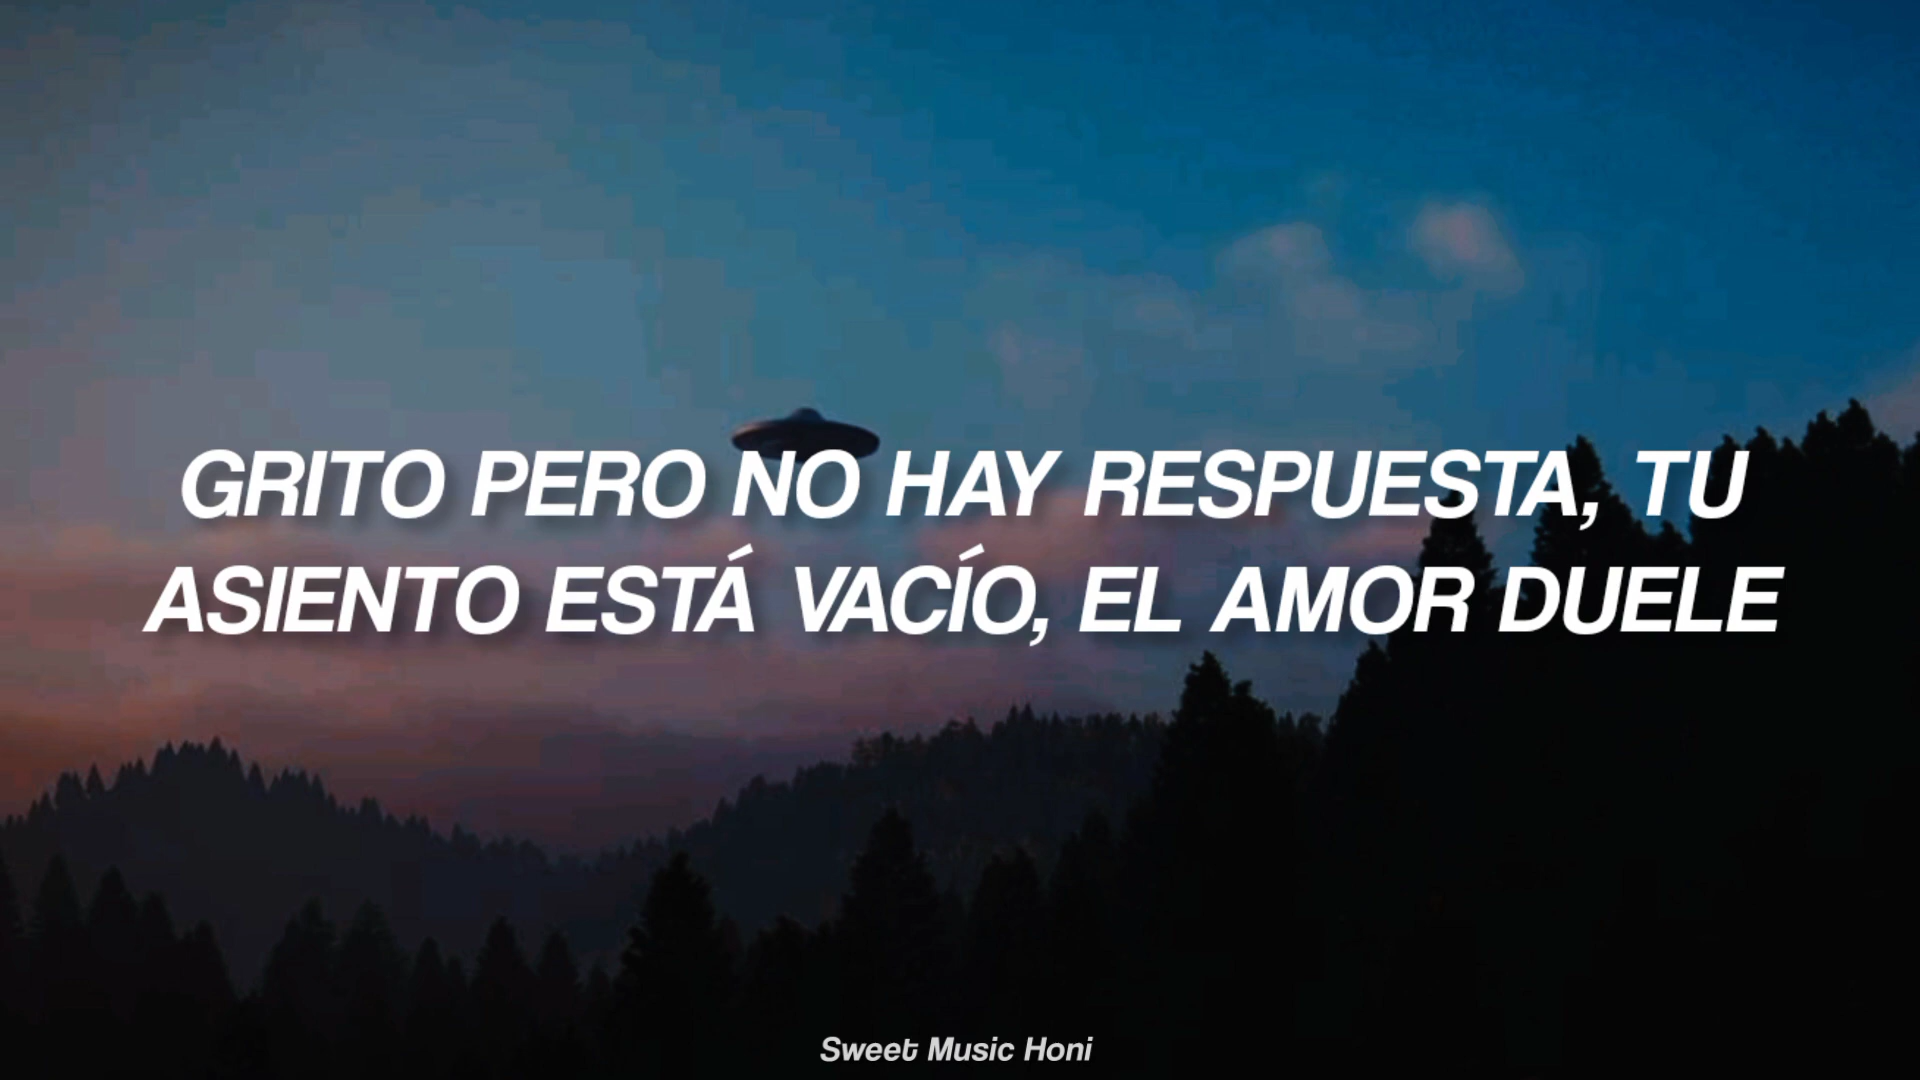 GRITO PERO NO HAY RESPUESTA, TU
ASIENTO ESTÁ VACÍO, EL AMOR DUELE
Sweet Music Honi